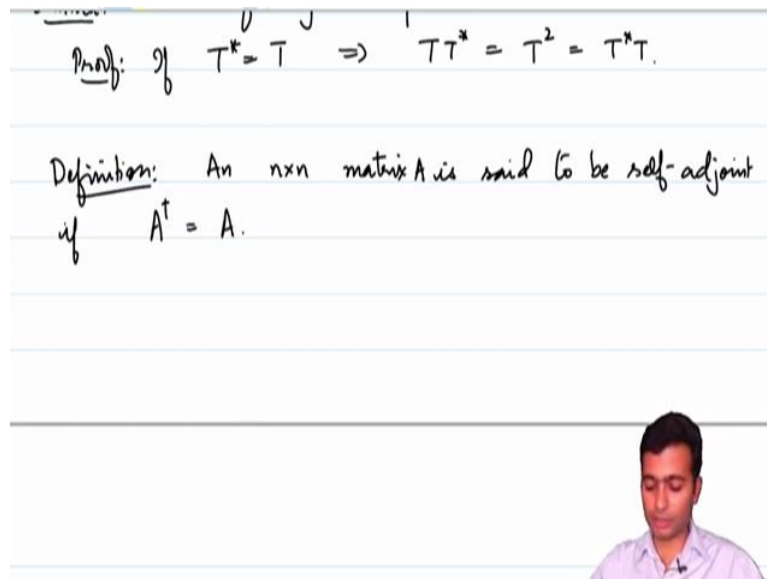 Proof: If T* = T ⇒ TT* = T² = T*T.
Definition: An n×n matrix A is said to be self-adjoint
if A† = A.